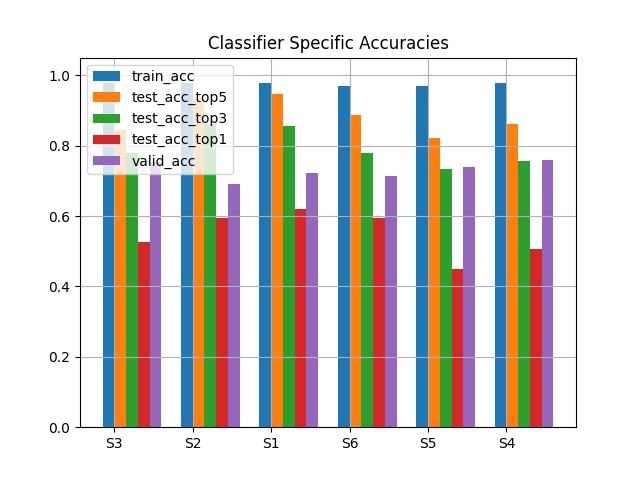 Classifier Specific Accuracies
1.0
0.8
0.6
0.4
0.2
0.0
train_acc
test_acc_top5
test_acc_top3
test_acc_top1
valid_acc
S3 S2 S1 S6 S5 S4